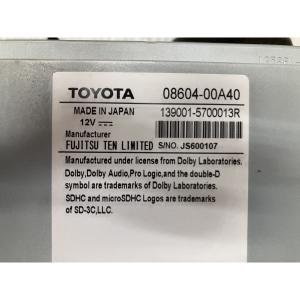 TOYOTA 08604-00A40
MADE IN JAPAN 139001-5700013R
12V
Manufacturer
FUJITSU TEN LIMITED S/NO. JS600107
Manufactured under license from Dolby Laboratories.
Dolby,Dolby Audio,Pro Logic,and the double-D
symbol are trademarks of Dolby Laboratories.
SDHC and microSDHC Logos are trademarks
of SD-3C,LLC.